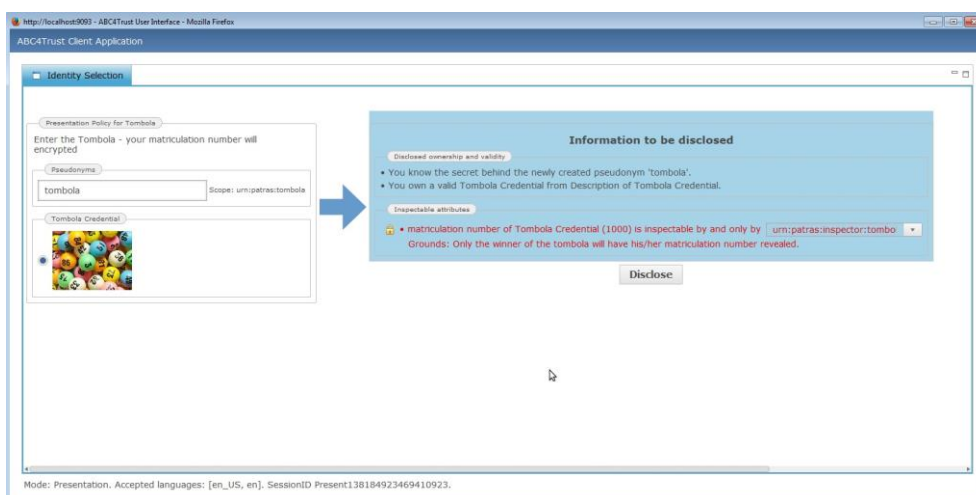 http://localhost:9093 - ABC4Trust User Interface - Mozilla Firefox
ABC4Trust Client Application
Identity Selection
Presentation Policy for Tombola
Enter the Tombola - your matriculation number will
encrypted
Pseudonyms
tombola
Scope: urn:patras:tombola
Tombola Credential
Information to be disclosed
Disclosed ownership and validity
• You know the secret behind the newly created pseudonym 'tombola'.
• You own a valid Tombola Credential from Description of Tombola Credential.
Inspectable attributes
• matriculation number of Tombola Credential (1000) is inspectable by and only by urn:patras:inspector:tombo
Grounds: Only the winner of the tombola will have his/her matriculation number revealed.
Disclose
Mode: Presentation. Accepted languages: [en_US, en]. SessionID Present138184923469410923.